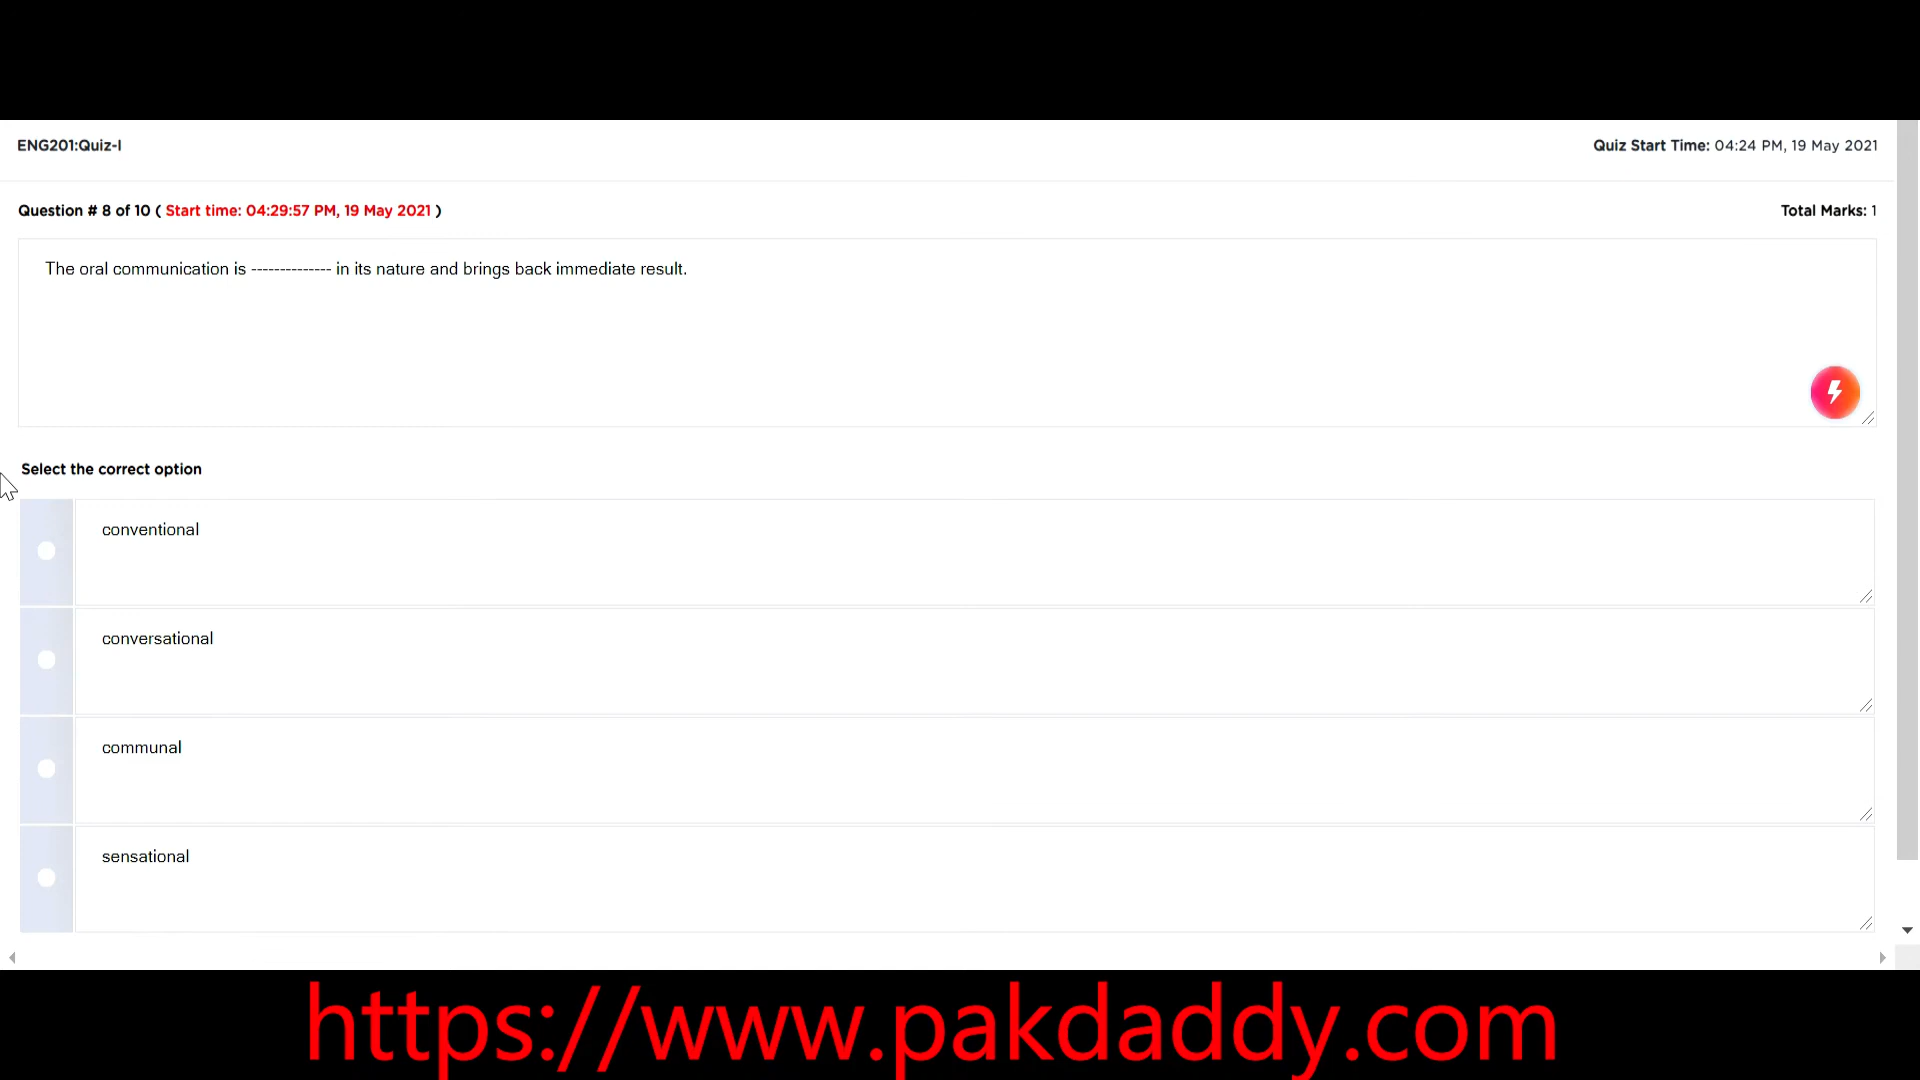 ENG201:Quiz-I
Quiz Start Time: 04:24 PM, 19 May 2021
Question # 8 of 10 ( Start time: 04:29:57 PM, 19 May 2021 )
Total Marks: 1
The oral communication is -------------- in its nature and brings back immediate result.
Select the correct option
conventional
conversational
communal
sensational
https://www.pakdaddy.com